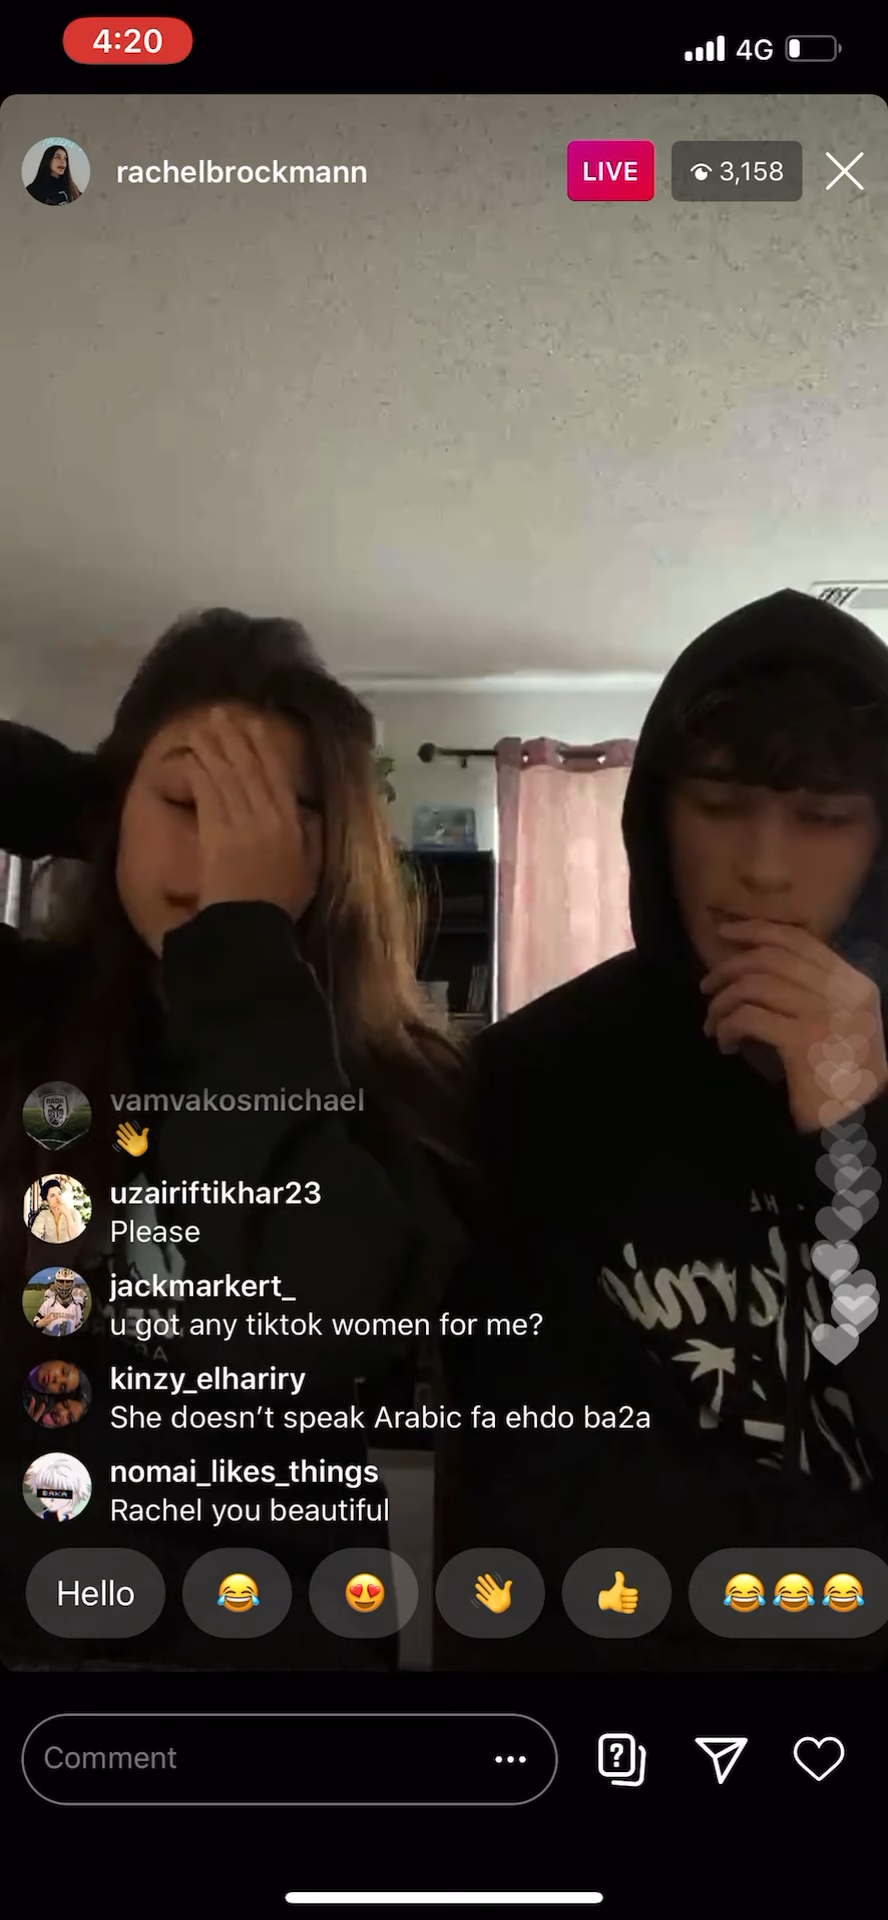 4:20
4G
rachelbrockmann
LIVE
3,158
vamvakosmichael
👋
uzairiftikhar23
Please
jackmarkert_
u got any tiktok women for me?
kinzy_elhariry
She doesn’t speak Arabic fa ehdo ba2a
nomai_likes_things
Rachel you beautiful
Hello 😂 😍 👋 👍 😂😂😂
Comment